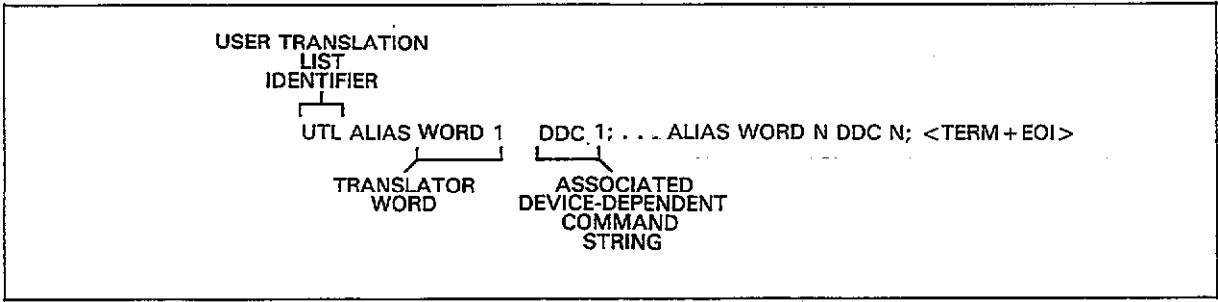 USER TRANSLATION
LIST
IDENTIFIER
UTL ALIAS WORD 1 DDC 1; . . . ALIAS WORD N DDC N; <TERM+EOI>
TRANSLATOR
WORD
ASSOCIATED
DEVICE-DEPENDENT
COMMAND
STRING